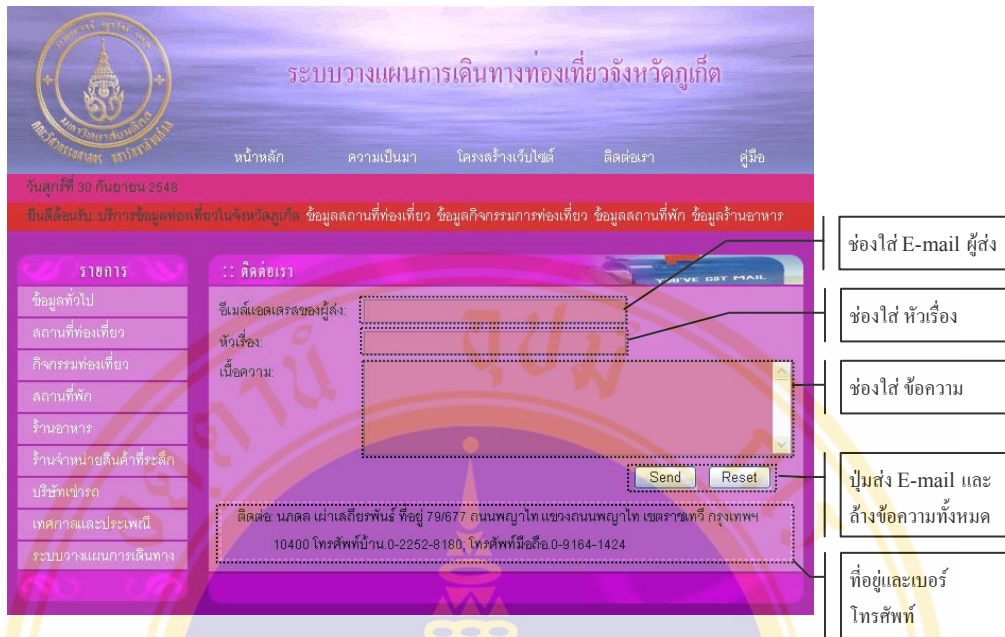 ระบบวางแผนการเดินทางท่องเที่ยวจังหวัดภูเก็ต
หน้าหลัก ความเป็นมา โครงสร้างเว็บไซต์ ติดต่อเรา คู่มือ
วันศุกร์ที่ 30 กันยายน 2548
ยินดีต้อนรับ: บริการข้อมูลท่องเที่ยวในจังหวัดภูเก็ต: ข้อมูลสถานที่ท่องเที่ยว ข้อมูลกิจกรรมการท่องเที่ยว ข้อมูลสถานที่พัก ข้อมูลร้านอาหาร
รายการ
ข้อมูลทั่วไป
สถานที่ท่องเที่ยว
กิจกรรมท่องเที่ยว
สถานที่พัก
ร้านอาหาร
ร้านจำหน่ายสินค้าที่ระลึก
บริษัทเช่ารถ
เทศกาลและประเพณี
ระบบวางแผนการเดินทาง
:: ติดต่อเรา
YOU'VE GOT MAIL
อีเมล์แอดเดรสของผู้ส่ง:
หัวเรื่อง:
เนื้อความ:
Send Reset
ติดต่อ: นภดล เผ่าเสถียรพันธ์ ที่อยู่ 79/677 ถนนพญาไท แขวงถนนพญาไท เขตราชเทวี กรุงเทพฯ
10400 โทรศัพท์บ้าน.0-2252-8180, โทรศัพท์มือถือ.0-9164-1424
ช่องใส่ E-mail ผู้ส่ง
ช่องใส่ หัวเรื่อง
ช่องใส่ ข้อความ
ปุ่มส่ง E-mail และ
ล้างข้อความทั้งหมด
ที่อยู่และเบอร์
โทรศัพท์